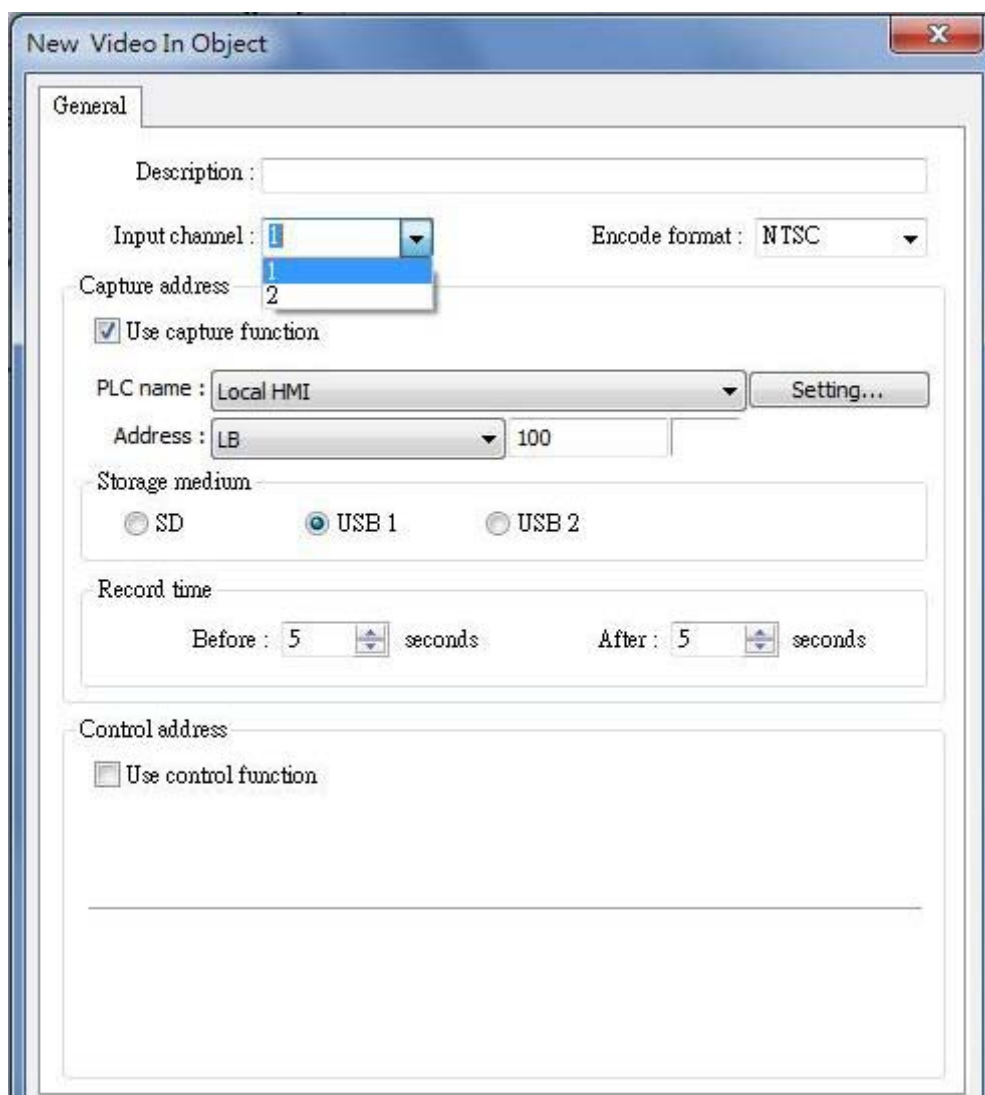 New Video In Object
General
Description :
Input channel : 1 Encode format : NTSC
1
2
Capture address
Use capture function
PLC name : Local HMI Setting...
Address : LB 100
Storage medium
SD USB 1 USB 2
Record time
Before : 5 seconds After : 5 seconds
Control address
Use control function